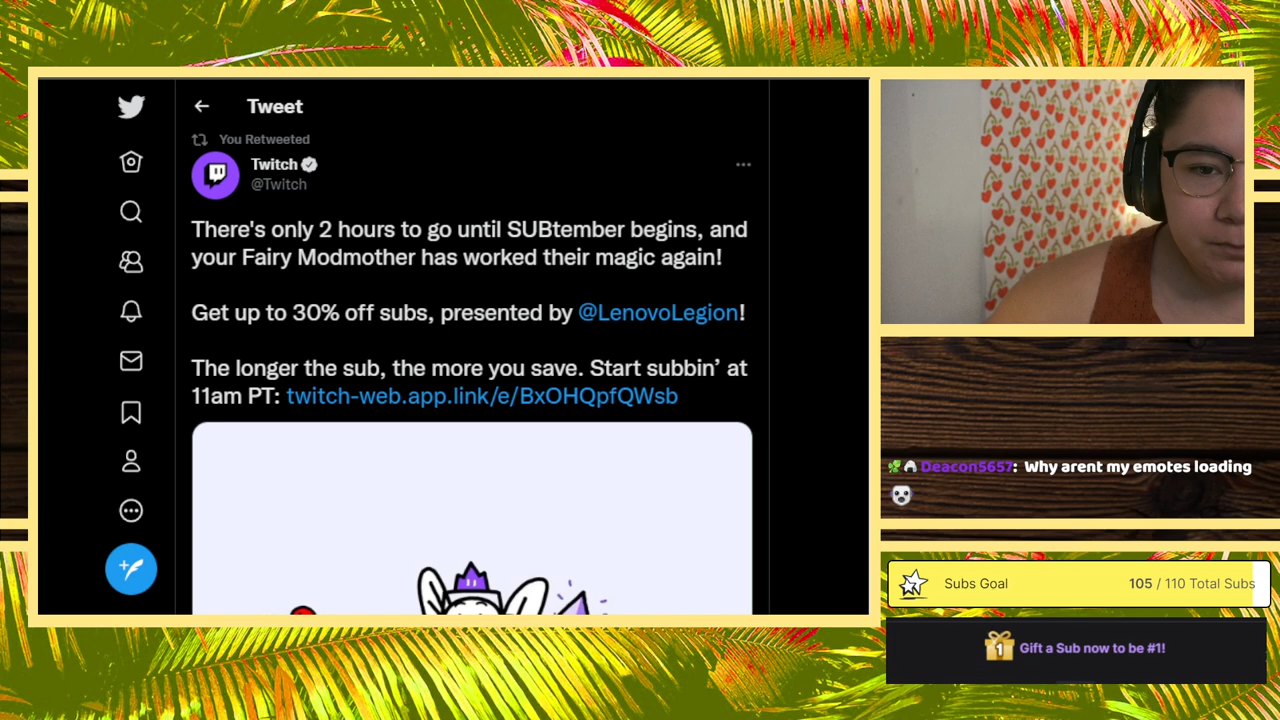 Tweet
You Retweeted
Twitch
@Twitch
There's only 2 hours to go until SUBtember begins, and
your Fairy Modmother has worked their magic again!
Get up to 30% off subs, presented by @LenovoLegion!
The longer the sub, the more you save. Start subbin’ at
11am PT: twitch-web.app.link/e/BxOHQpfQWsb
Deacon5657: Why arent my emotes loading
Subs Goal 105 / 110 Total Subs
1 Gift a Sub now to be #1!